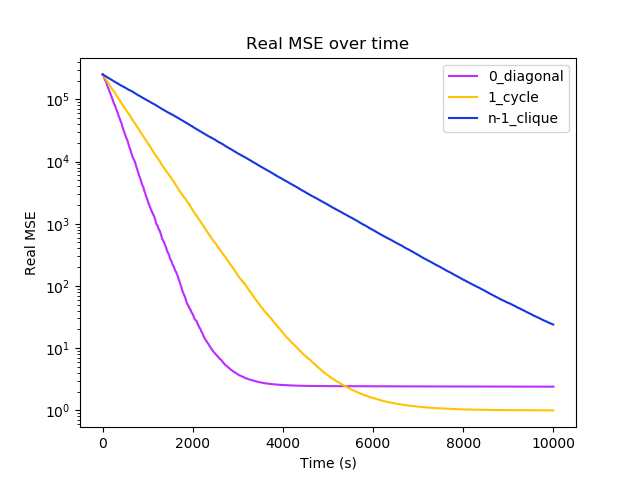 Real MSE over time
0_diagonal
1_cycle
n-1_clique
Real MSE
10^5
10^4
10^3
10^2
10^1
10^0
0 2000 4000 6000 8000 10000
Time (s)